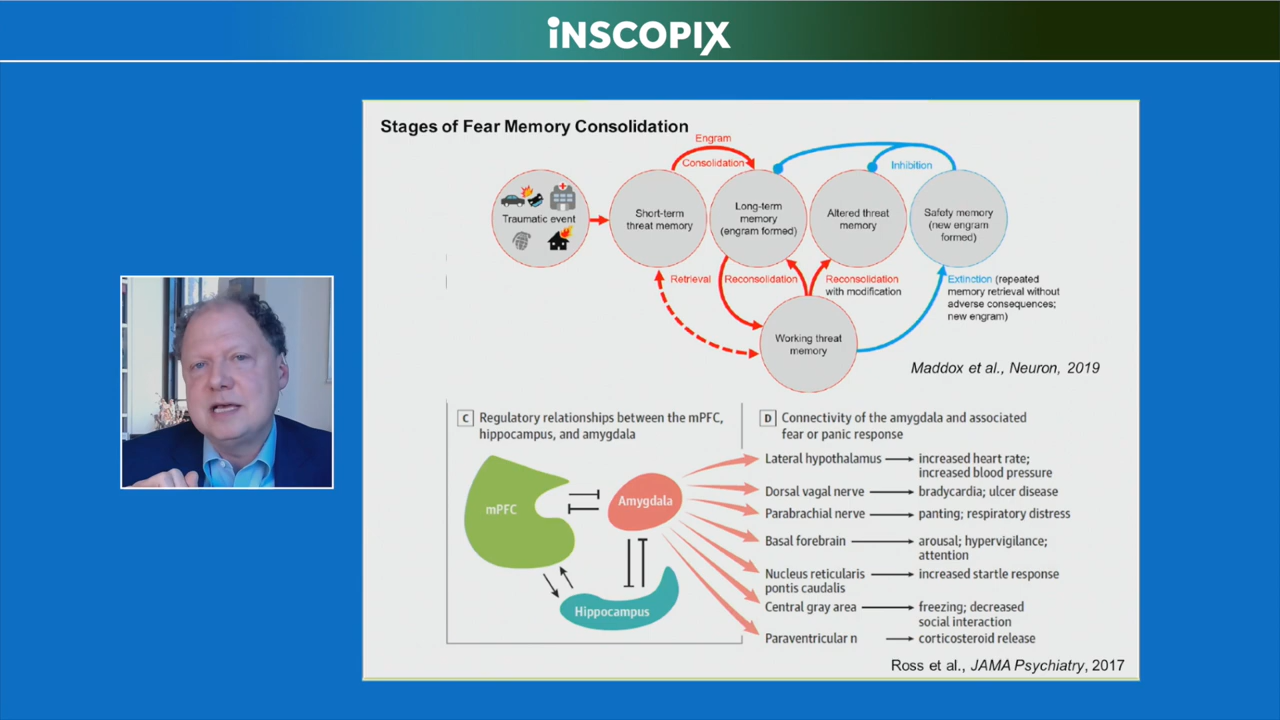 iNSCOPIX
Stages of Fear Memory Consolidation
Engram
Consolidation
Inhibition
Traumatic event
Short-term
threat memory
Long-term
memory
(engram formed)
Altered threat
memory
Safety memory
(new engram
formed)
Retrieval
Reconsolidation
Reconsolidation
with modification
Extinction (repeated
memory retrieval without
adverse consequences;
new engram)
Working threat
memory
Maddox et al., Neuron, 2019
C Regulatory relationships between the mPFC,
hippocampus, and amygdala
mPFC
Amygdala
Hippocampus
D Connectivity of the amygdala and associated
fear or panic response
Lateral hypothalamus increased heart rate;
increased blood pressure
Dorsal vagal nerve bradycardia; ulcer disease
Parabrachial nerve panting; respiratory distress
Basal forebrain arousal; hypervigilance;
attention
Nucleus reticularis increased startle response
pontis caudalis
Central gray area freezing; decreased
social interaction
Paraventricular n corticosteroid release
Ross et al., JAMA Psychiatry, 2017